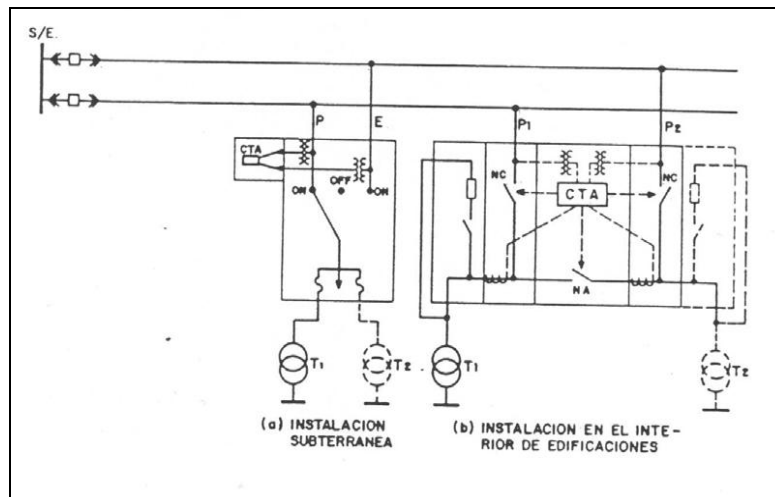 S/E.
P
E
P1
P2
CTA
ON
OFF
ON
NC
CTA
NC
NA
T1
T2
T1
T2
(a) INSTALACION
SUBTERRANEA
(b) INSTALACION EN EL INTE-
RIOR DE EDIFICACIONES